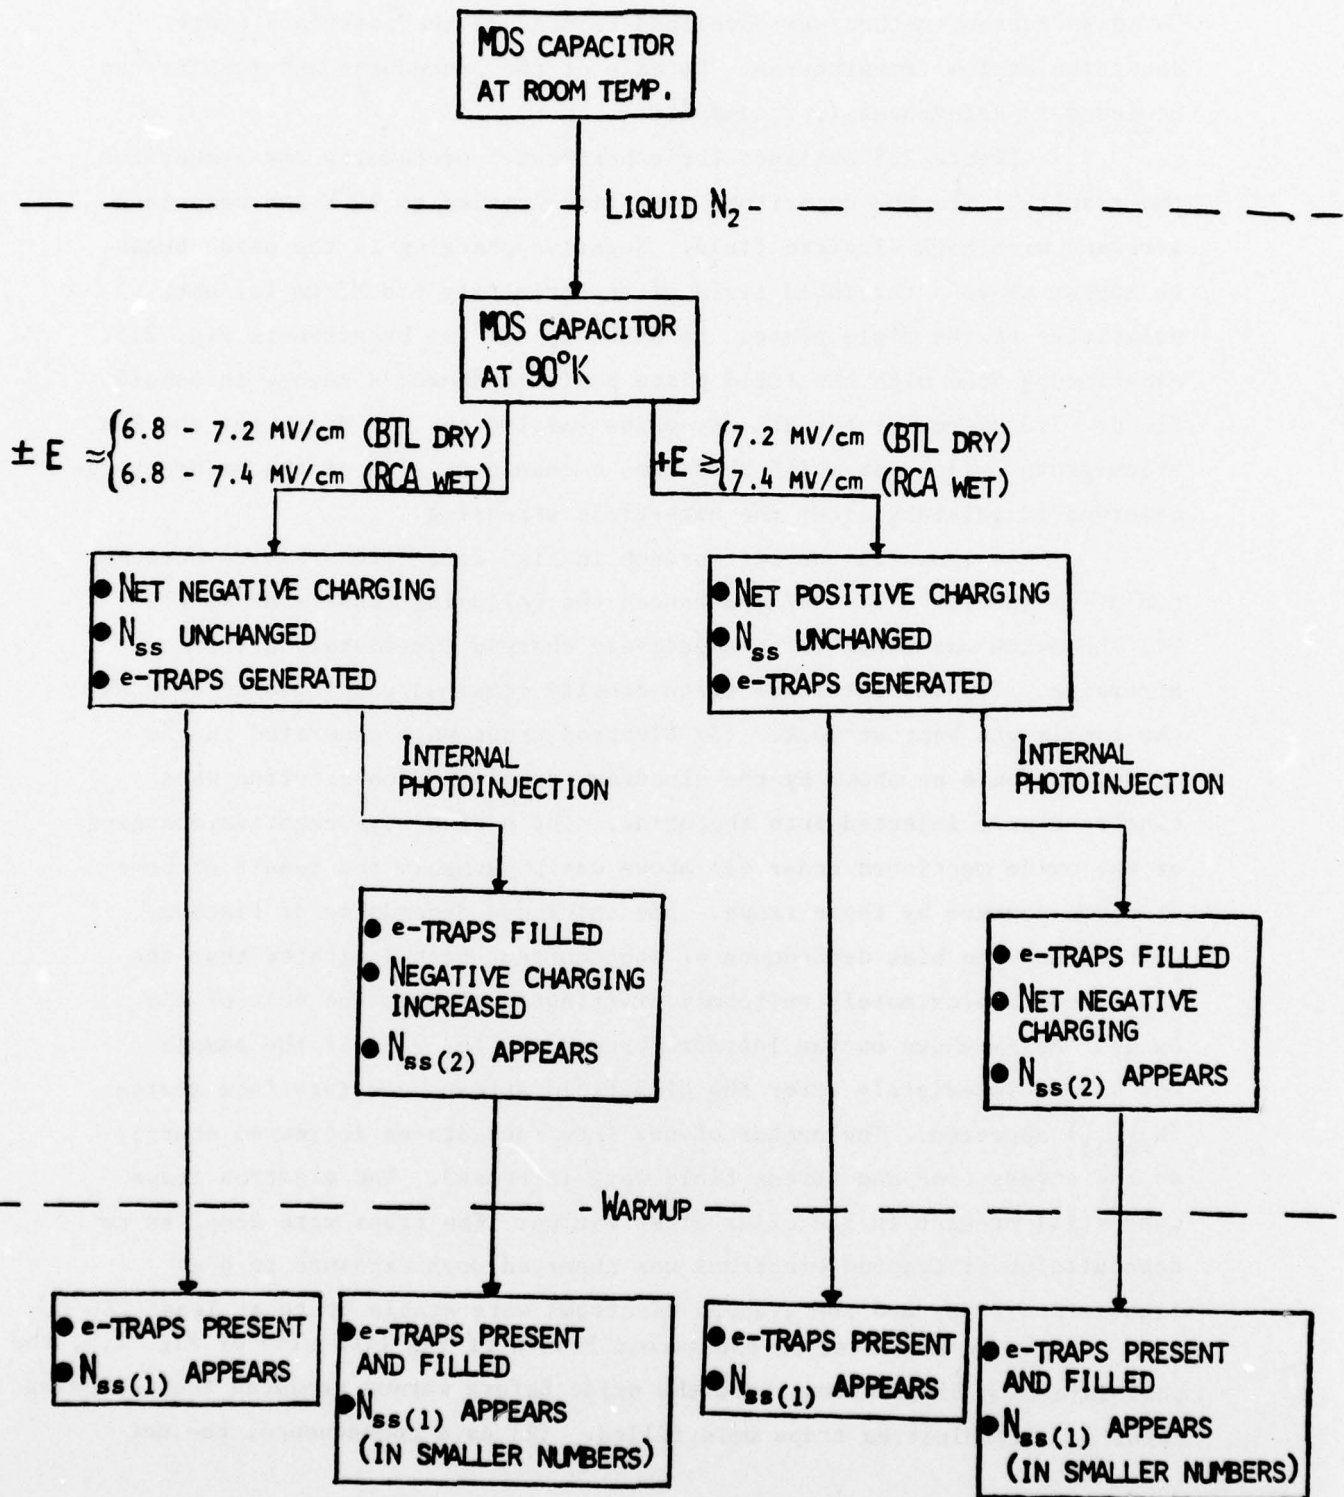 MOS CAPACITOR
AT ROOM TEMP.
LIQUID N₂
MOS CAPACITOR
AT 90°K
± E ≈ { 6.8 - 7.2 MV/cm (BTL DRY)
6.8 - 7.4 MV/cm (RCA WET)
+E ≳ { 7.2 MV/cm (BTL DRY)
7.4 MV/cm (RCA WET)
● NET NEGATIVE CHARGING
● Nss UNCHANGED
● e-TRAPS GENERATED
● NET POSITIVE CHARGING
● Nss UNCHANGED
● e-TRAPS GENERATED
INTERNAL
PHOTOINJECTION
INTERNAL
PHOTOINJECTION
● e-TRAPS FILLED
● NEGATIVE CHARGING
INCREASED
● Nss(2) APPEARS
● e-TRAPS FILLED
● NET NEGATIVE
CHARGING
● Nss(2) APPEARS
WARMUP
● e-TRAPS PRESENT
● Nss(1) APPEARS
● e-TRAPS PRESENT
AND FILLED
● Nss(1) APPEARS
(IN SMALLER NUMBERS)
● e-TRAPS PRESENT
● Nss(1) APPEARS
● e-TRAPS PRESENT
AND FILLED
● Nss(1) APPEARS
(IN SMALLER NUMBERS)